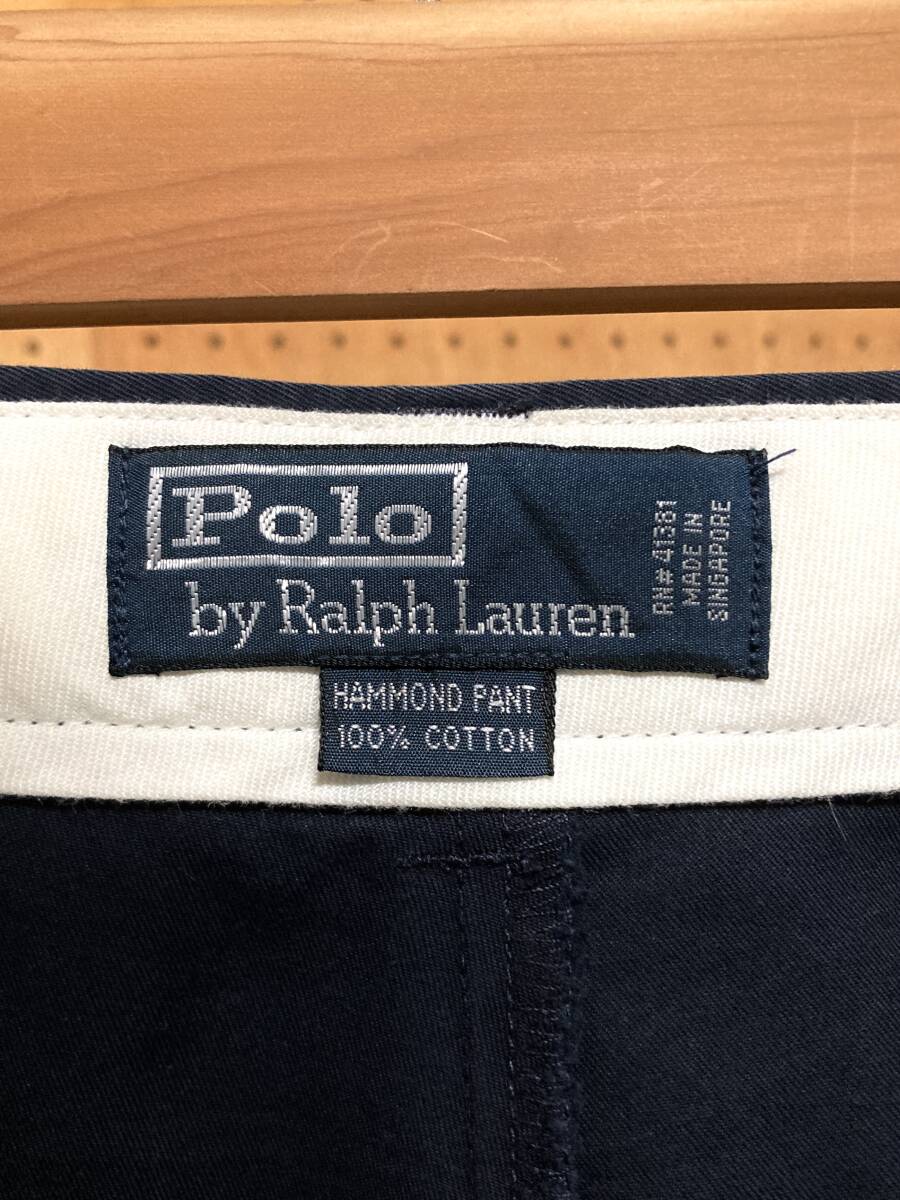 Polo
by Ralph Lauren
RN# 41381
MADE IN
SINGAPORE
HAMMOND PANT
100% COTTON